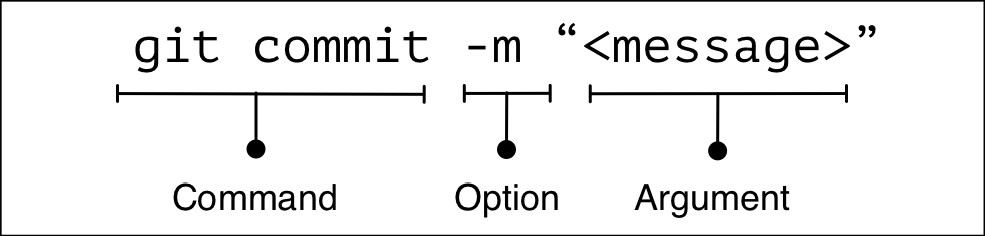 git commit -m “<message>”
Command Option Argument